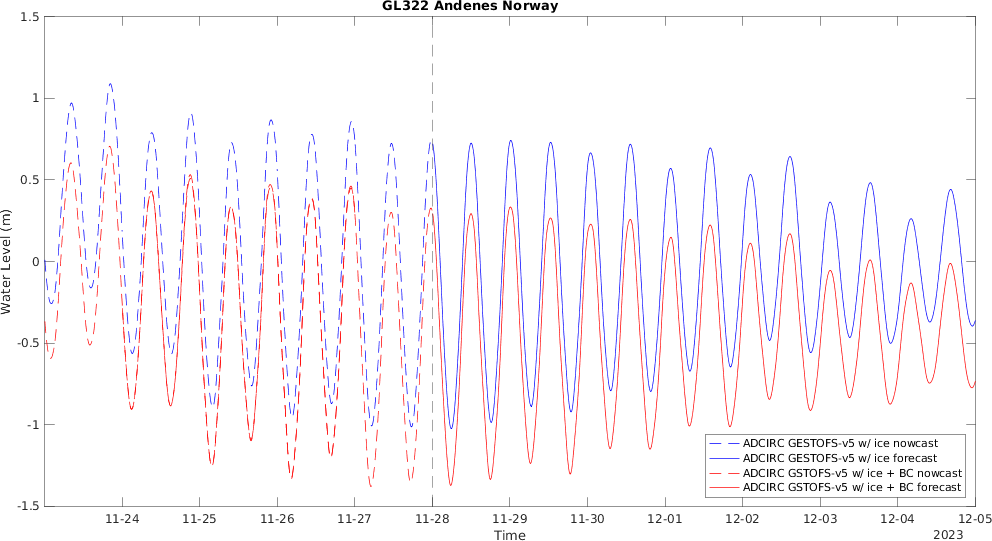 GL322 Andenes Norway
1.5
1
0.5
0
-0.5
-1
-1.5
Water Level (m)
ADCIRC GESTOFS-v5 w/ ice nowcast
ADCIRC GESTOFS-v5 w/ ice forecast
ADCIRC GSTOFS-v5 w/ ice + BC nowcast
ADCIRC GSTOFS-v5 w/ ice + BC forecast
11-24 11-25 11-26 11-27 11-28 11-29 11-30 12-01 12-02 12-03 12-04 12-05
Time
2023